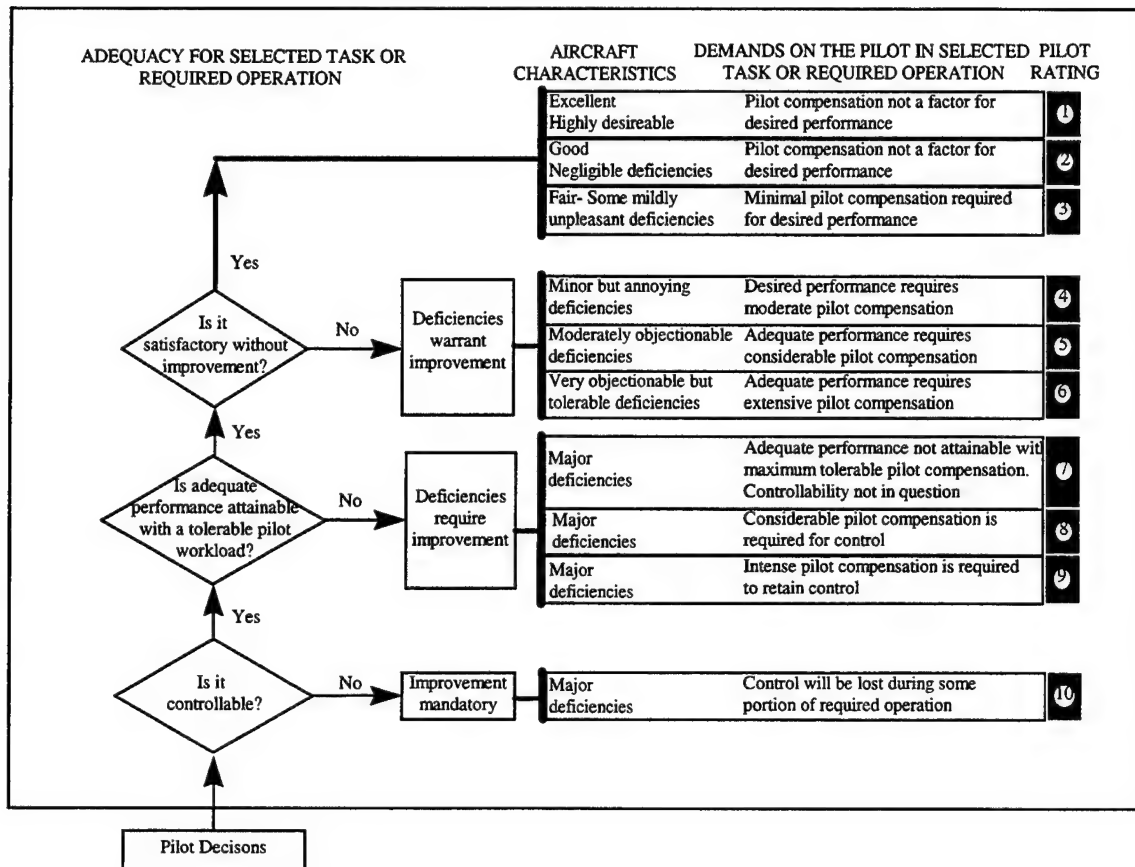 ADEQUACY FOR SELECTED TASK OR
REQUIRED OPERATION
AIRCRAFT
CHARACTERISTICS
DEMANDS ON THE PILOT IN SELECTED
TASK OR REQUIRED OPERATION
PILOT
RATING
Excellent
Highly desireable
Pilot compensation not a factor for
desired performance
1
Good
Negligible deficiencies
Pilot compensation not a factor for
desired performance
2
Fair- Some mildly
unpleasant deficiencies
Minimal pilot compensation required
for desired performance
3
Yes
Is it
satisfactory without
improvement?
No
Deficiencies
warrant
improvement
Minor but annoying
deficiencies
Desired performance requires
moderate pilot compensation
4
Moderately objectionable
deficiencies
Adequate performance requires
considerable pilot compensation
5
Very objectionable but
tolerable deficiencies
Adequate performance requires
extensive pilot compensation
6
Yes
Is adequate
performance attainable
with a tolerable pilot
workload?
No
Deficiencies
require
improvement
Major
deficiencies
Adequate performance not attainable with
maximum tolerable pilot compensation.
Controllability not in question
7
Major
deficiencies
Considerable pilot compensation is
required for control
8
Major
deficiencies
Intense pilot compensation is required
to retain control
9
Yes
Is it
controllable?
No
Improvement
mandatory
Major
deficiencies
Control will be lost during some
portion of required operation
10
Pilot Decisons